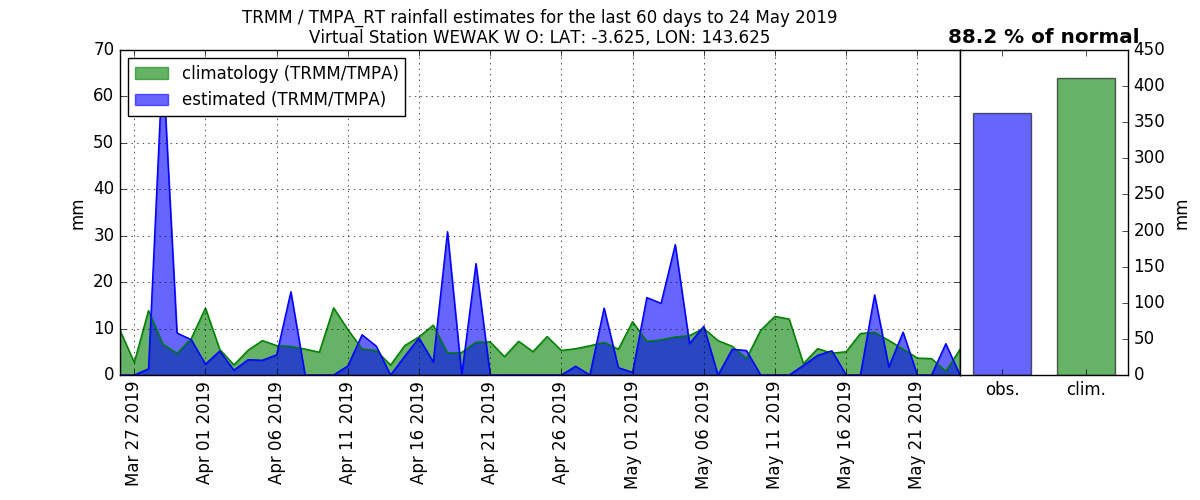 TRMM / TMPA_RT rainfall estimates for the last 60 days to 24 May 2019
Virtual Station WEWAK W O: LAT: -3.625, LON: 143.625
88.2 % of normal
climatology (TRMM/TMPA)
estimated (TRMM/TMPA)
70
60
50
40
30
20
10
0
mm
Mar 27 2019
Apr 01 2019
Apr 06 2019
Apr 11 2019
Apr 16 2019
Apr 21 2019
Apr 26 2019
May 01 2019
May 06 2019
May 11 2019
May 16 2019
May 21 2019
obs.
clim.
450
400
350
300
250
200
150
100
50
0
mm